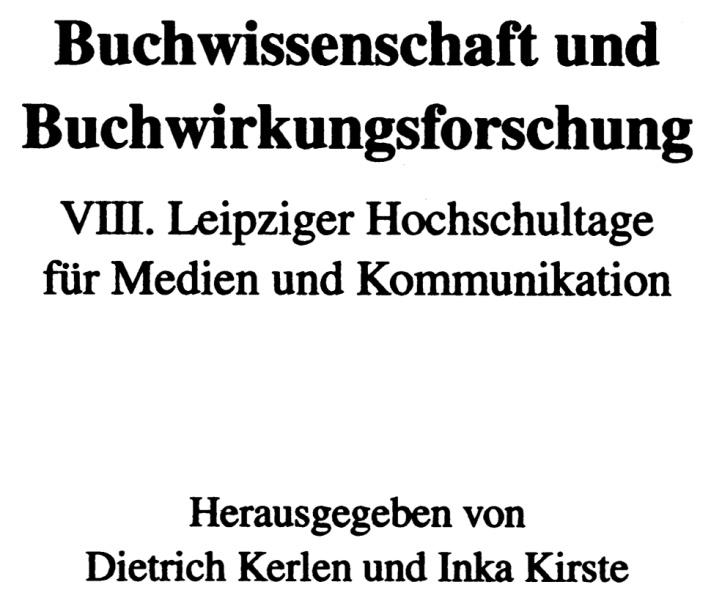 Buchwissenschaft und
Buchwirkungsforschung
VIII. Leipziger Hochschultage
für Medien und Kommunikation
Herausgegeben von
Dietrich Kerlen und Inka Kirste